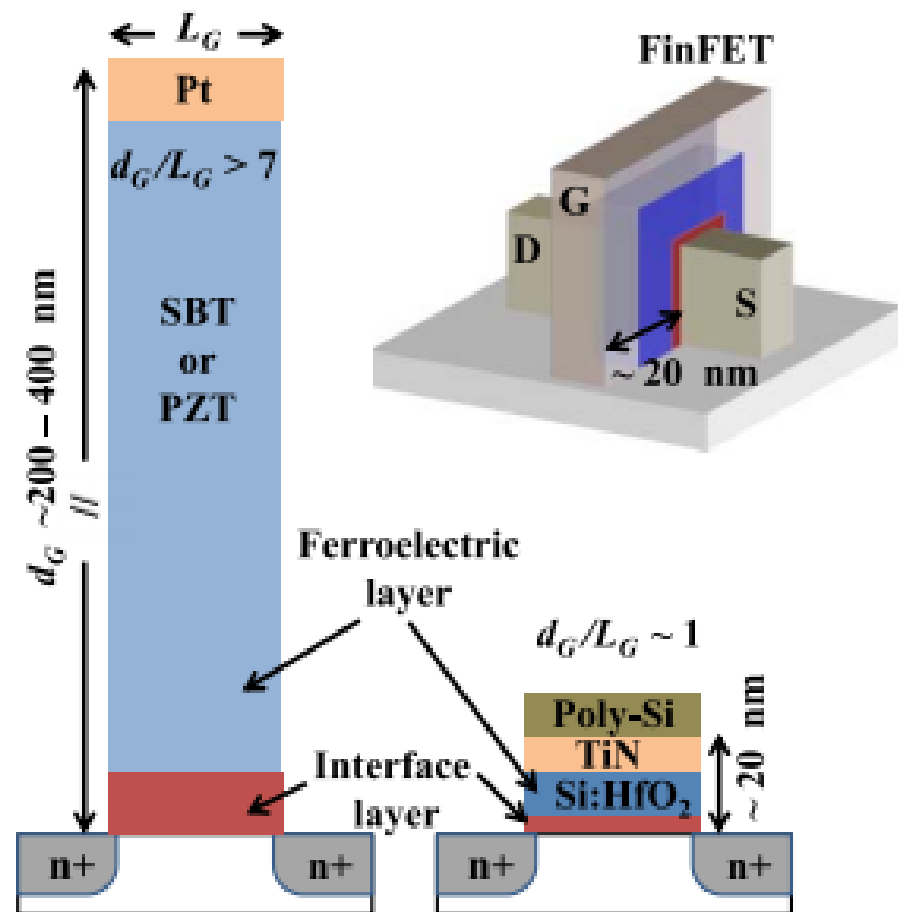 L_G
Pt
d_G/L_G > 7
SBT
or
PZT
d_G ~200 – 400 nm
//
Ferroelectric
layer
Interface
layer
n+
n+
FinFET
G
D
S
~ 20 nm
d_G/L_G ~ 1
Poly-Si
TiN
Si:HfO₂
~ 20 nm
n+
n+